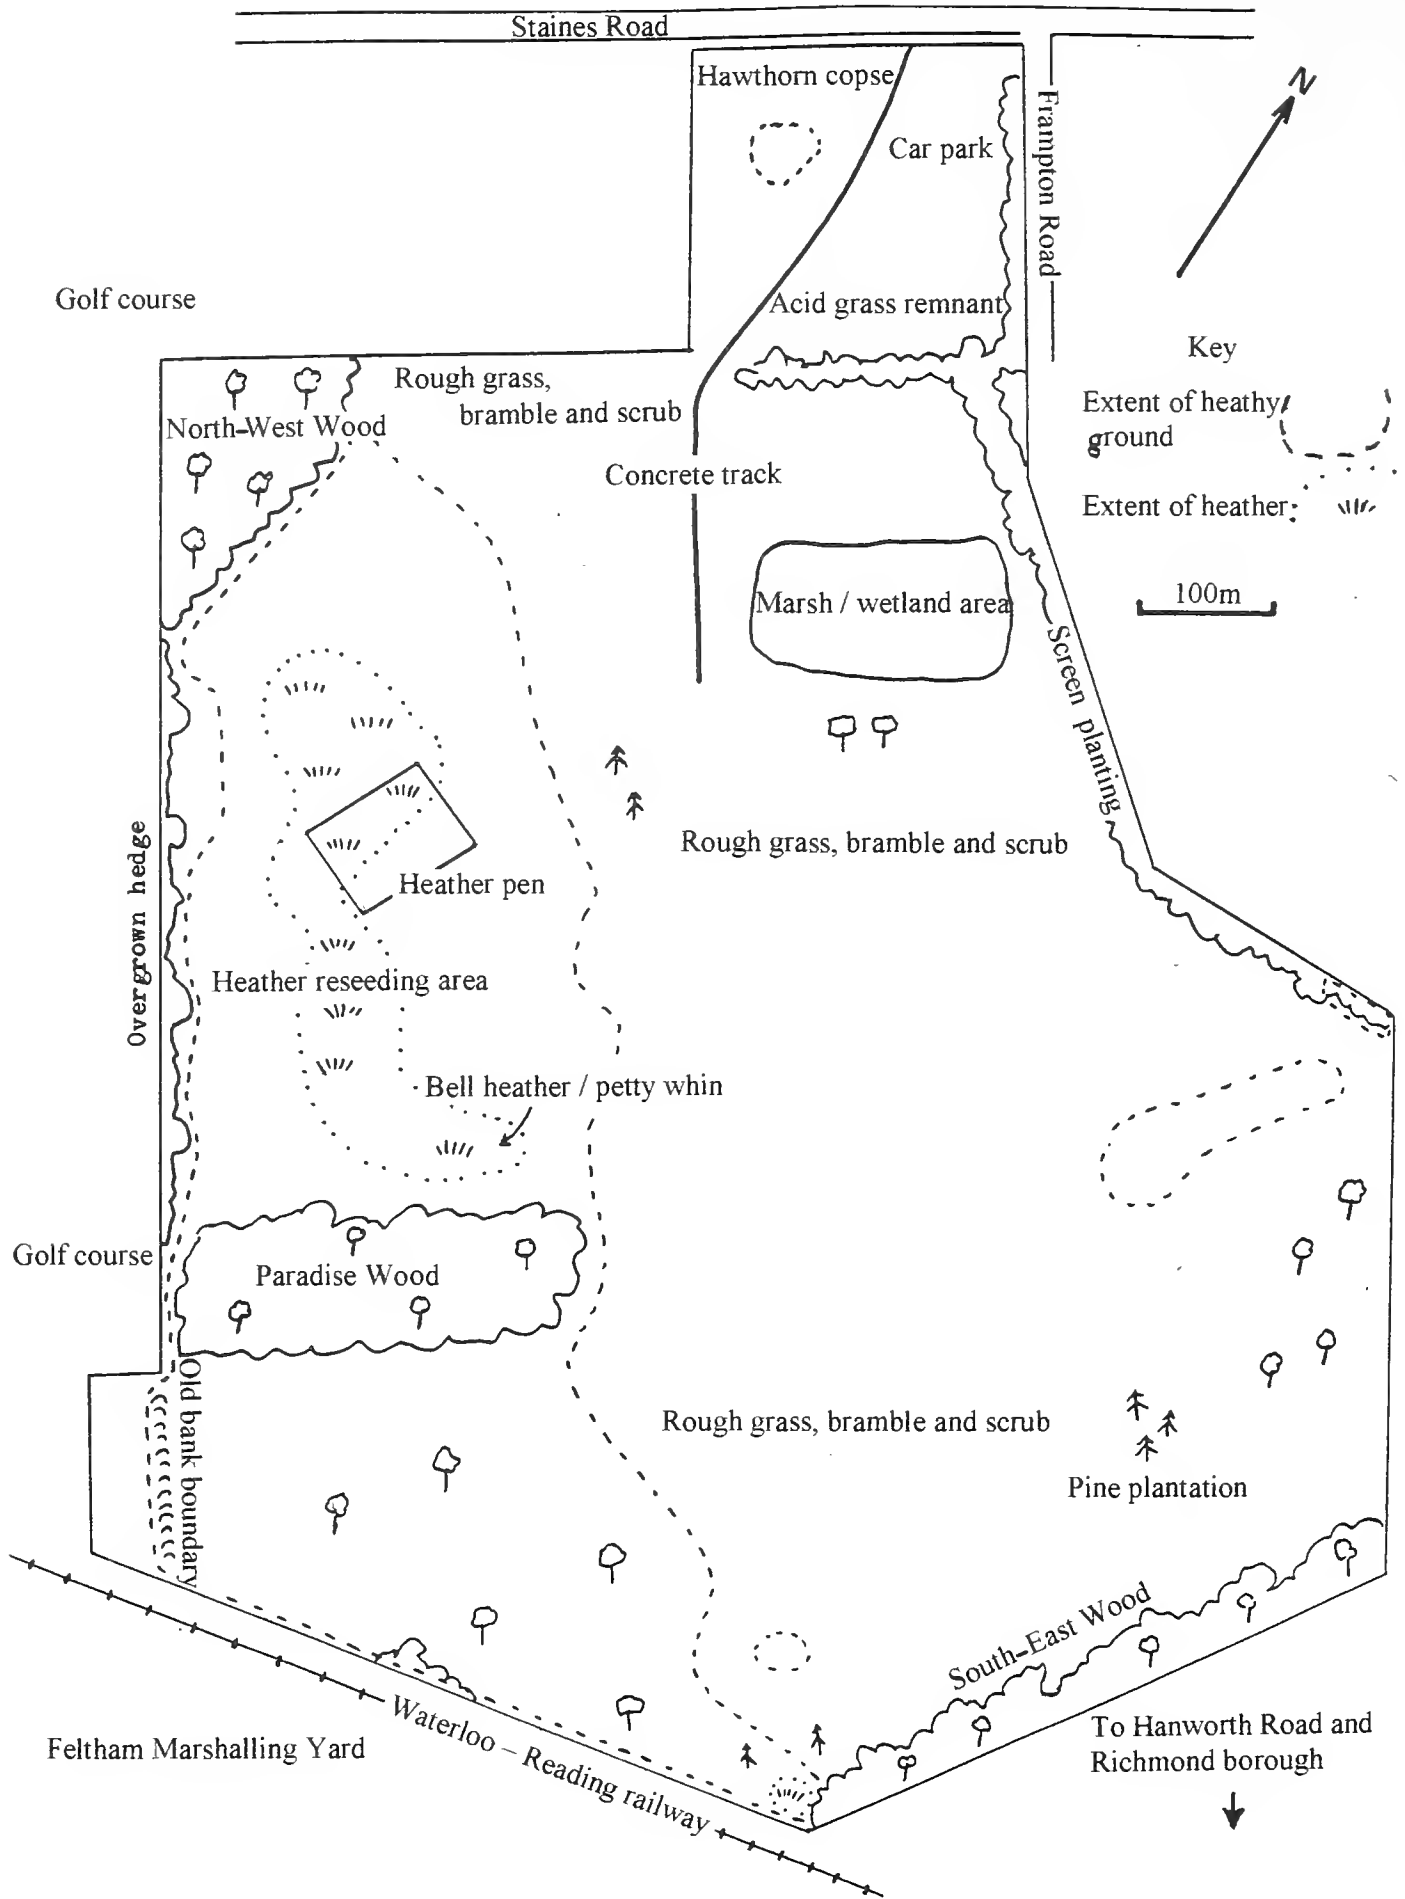 Staines Road
Hawthorn copse
N
Car park
Frampton Road
Golf course
Acid grass remnant
Key
Rough grass,
bramble and scrub
Extent of heathy
ground
North-West Wood
Concrete track
Extent of heather
100m
Marsh / wetland area
Screen planting
Rough grass, bramble and scrub
Overgrown hedge
Heather pen
Heather reseeding area
Bell heather / petty whin
Golf course
Paradise Wood
Old bank boundary
Rough grass, bramble and scrub
Pine plantation
South-East Wood
To Hanworth Road and
Richmond borough
Feltham Marshalling Yard
Waterloo – Reading railway